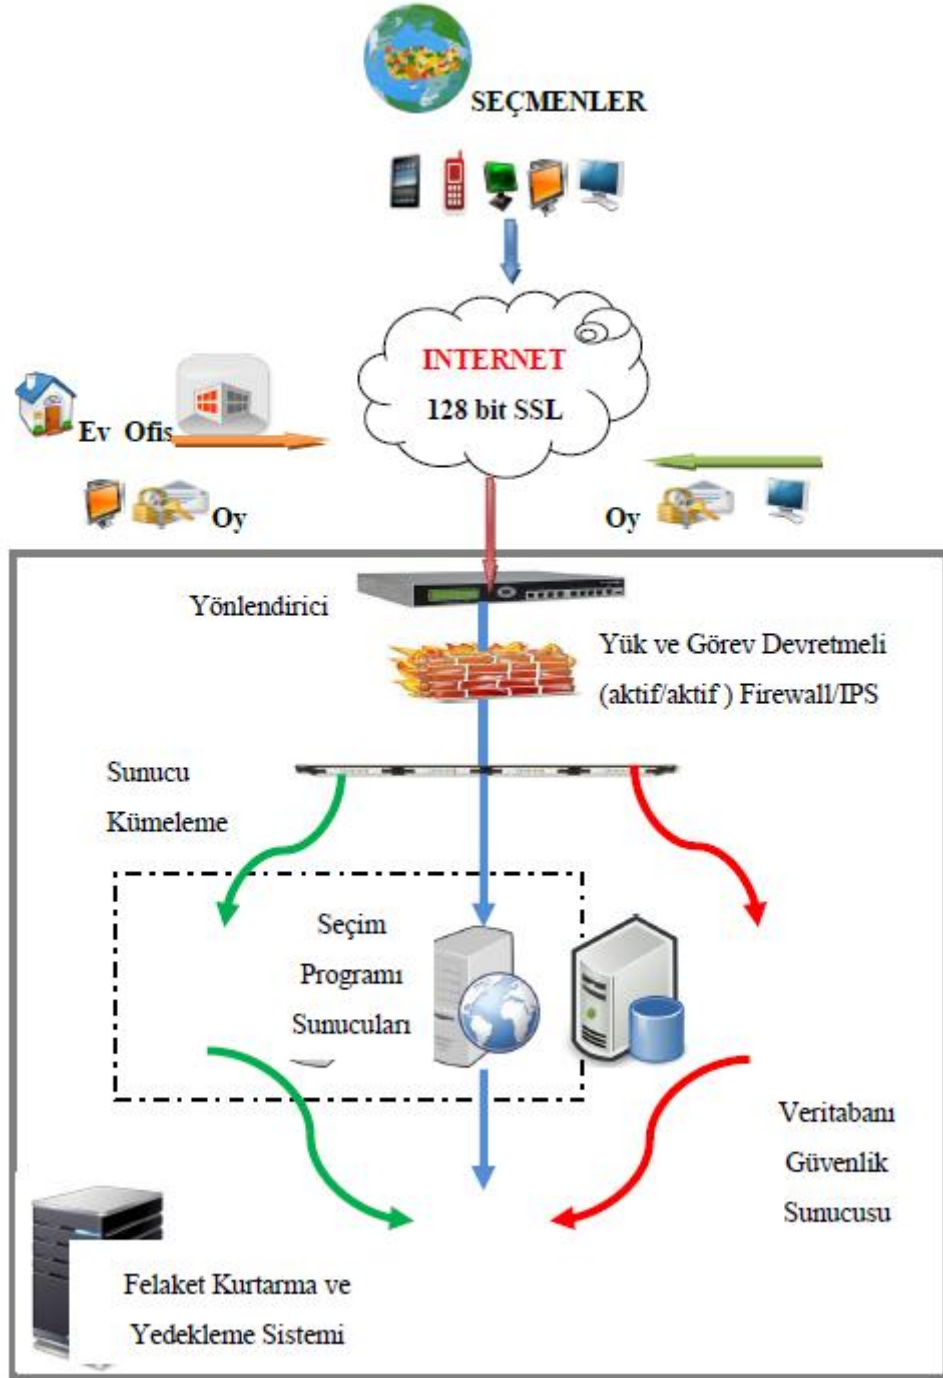 SEÇMENLER
INTERNET
128 bit SSL
Ev Ofis
Oy
Oy
Yönlendirici
Yük ve Görev Devretmeli
(aktif/aktif ) Firewall/IPS
Sunucu
Kümeleme
Seçim
Programı
Sunucuları
Veritabanı
Güvenlik
Sunucusu
Felaket Kurtarma ve
Yedekleme Sistemi